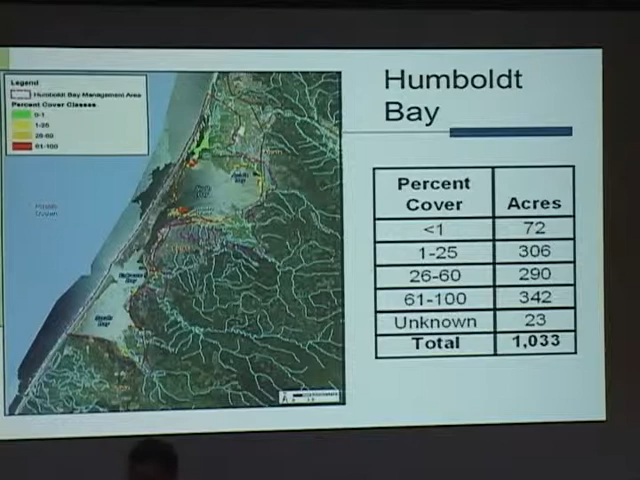 Legend
Humboldt Bay Management Area
Percent Cover Classes
0-1
1-25
26-60
61-100
Humboldt
Bay
Percent Cover Acres
<1 72
1-25 306
26-60 290
61-100 342
Unknown 23
Total 1,033